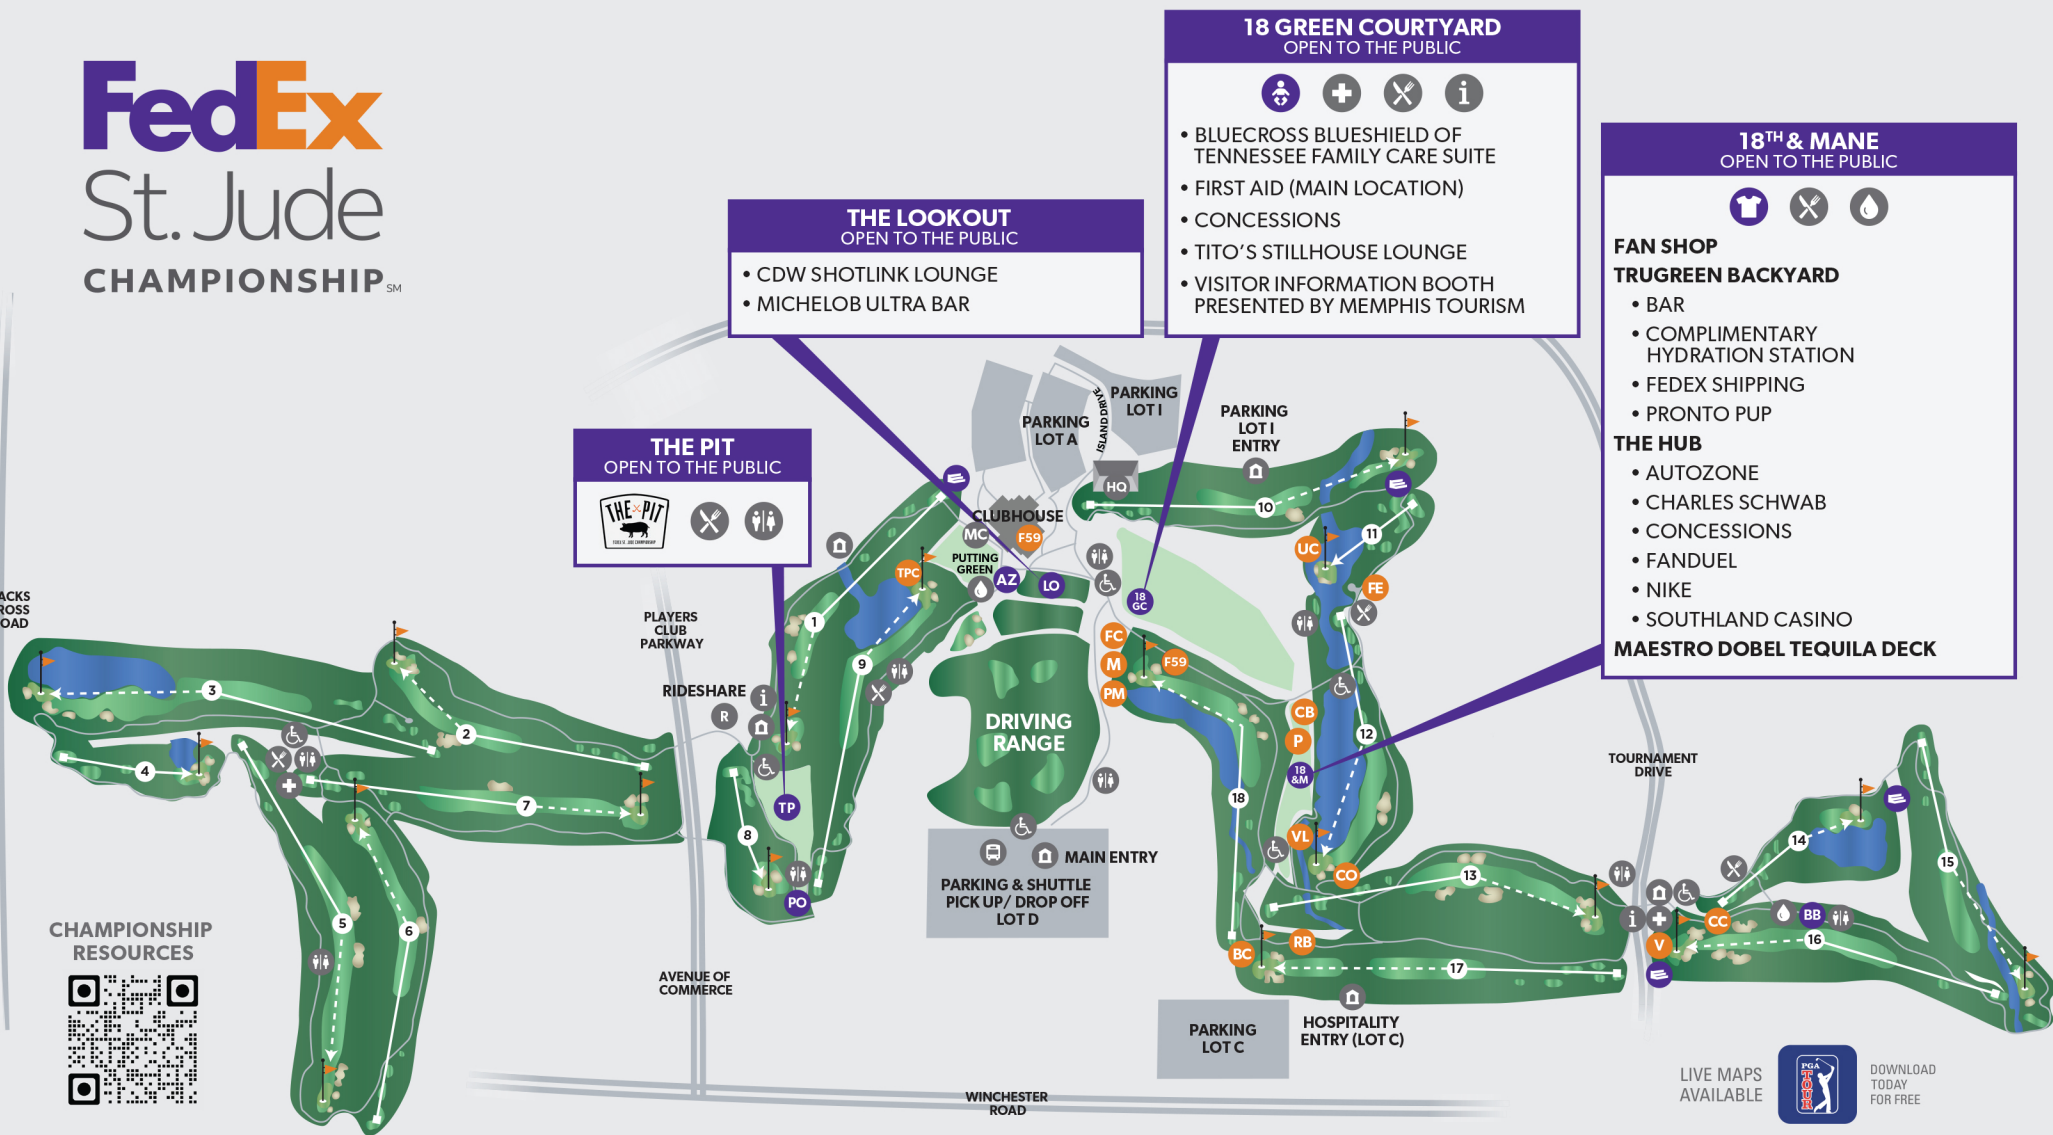 FedEx
St. Jude
CHAMPIONSHIP SM
18 GREEN COURTYARD
OPEN TO THE PUBLIC
• BLUECROSS BLUESHIELD OF
TENNESSEE FAMILY CARE SUITE
• FIRST AID (MAIN LOCATION)
• CONCESSIONS
• TITO'S STILLHOUSE LOUNGE
• VISITOR INFORMATION BOOTH
PRESENTED BY MEMPHIS TOURISM
18TH & MANE
OPEN TO THE PUBLIC
FAN SHOP
TRUGREEN BACKYARD
• BAR
• COMPLIMENTARY
HYDRATION STATION
• FEDEX SHIPPING
• PRONTO PUP
THE HUB
• AUTOZONE
• CHARLES SCHWAB
• CONCESSIONS
• FANDUEL
• NIKE
• SOUTHLAND CASINO
MAESTRO DOBEL TEQUILA DECK
THE LOOKOUT
OPEN TO THE PUBLIC
• CDW SHOTLINK LOUNGE
• MICHELOB ULTRA BAR
THE PIT
OPEN TO THE PUBLIC
THE PIT
PARKING
LOT A
ISLAND DRIVE
PARKING
LOT I
PARKING
LOT I
ENTRY
HQ
CLUBHOUSE
MC
F59
PUTTING
GREEN
TPC
AZ
LO
18
GC
10
11
UC
FE
ACKS
ROSS
OAD
PLAYERS
CLUB
PARKWAY
1
9
FC
M
PM
F59
RIDESHARE
R
i
3
2
4
7
DRIVING
RANGE
CB
P
18
&M
12
TOURNAMENT
DRIVE
TP
8
18
VL
CO
14
15
MAIN ENTRY
PARKING & SHUTTLE
PICK UP/ DROP OFF
LOT D
PO
13
5
6
i
CC
BB
V
16
BC
RB
17
CHAMPIONSHIP
RESOURCES
AVENUE OF
COMMERCE
PARKING
LOT C
HOSPITALITY
ENTRY (LOT C)
WINCHESTER
ROAD
LIVE MAPS
AVAILABLE
PGA
TOUR
DOWNLOAD
TODAY
FOR FREE